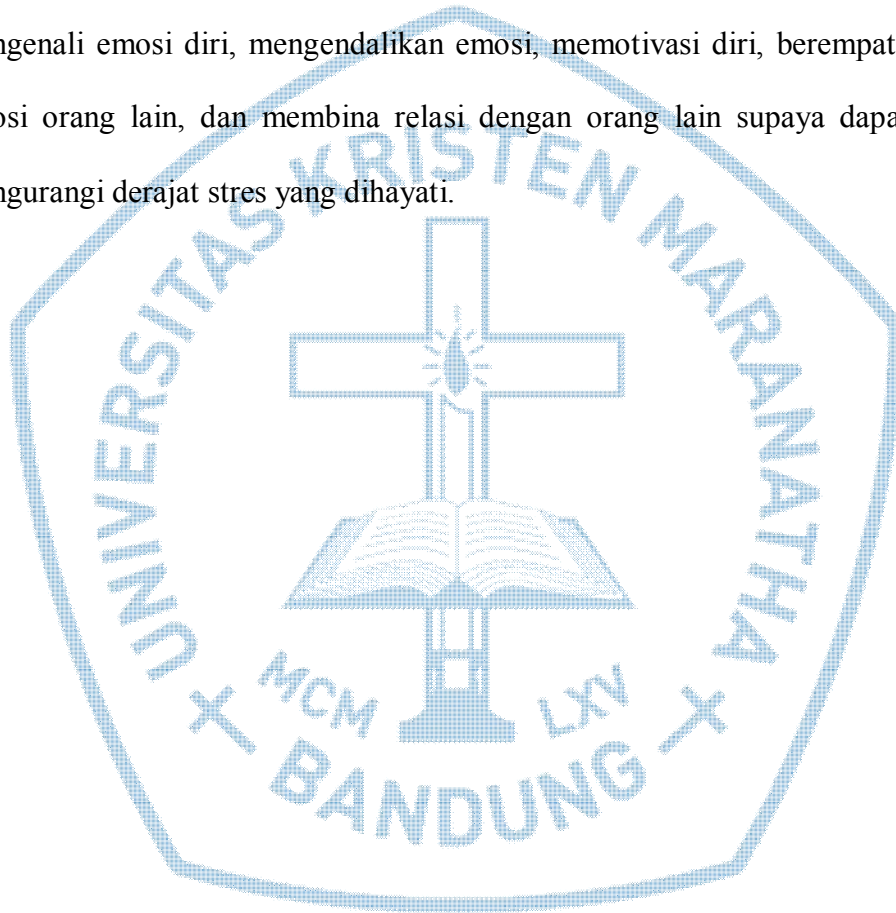 ngenali emosi diri, mengendalikan emosi, memotivasi diri, berempat
osi orang lain, dan membina relasi dengan orang lain supaya dapa
ngurangi derajat stres yang dihayati.
UNIVERSITAS KRISTEN MARANATHA
MCM LXV
BANDUNG